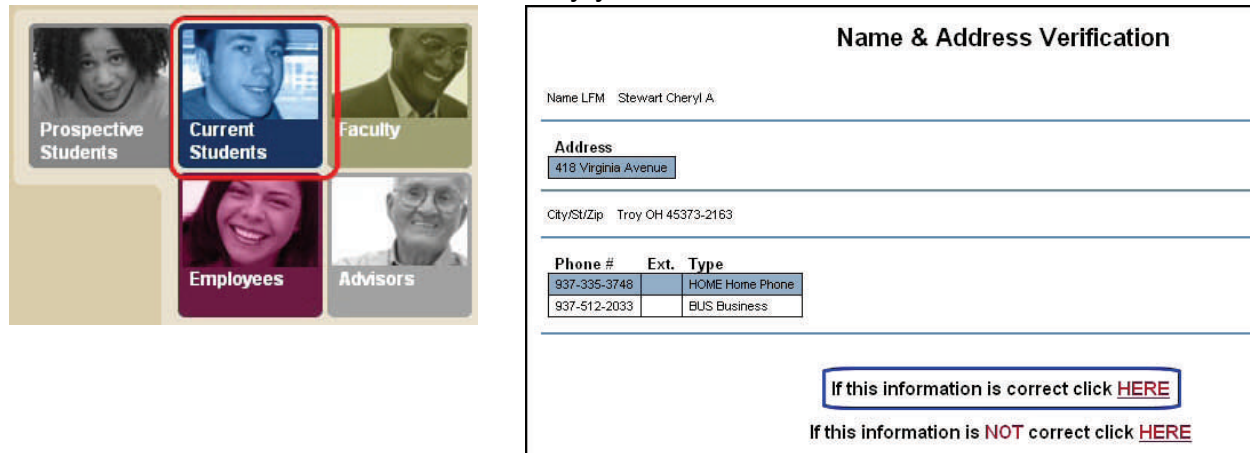 Prospective
Students
Current
Students
Faculty
Employees
Advisors
Name & Address Verification
Name LFM Stewart Cheryl A
Address
418 Virginia Avenue
City/St/Zip Troy OH 45373-2163
Phone # Ext. Type
937-335-3748 HOME Home Phone
937-512-2033 BUS Business
If this information is correct click HERE
If this information is NOT correct click HERE